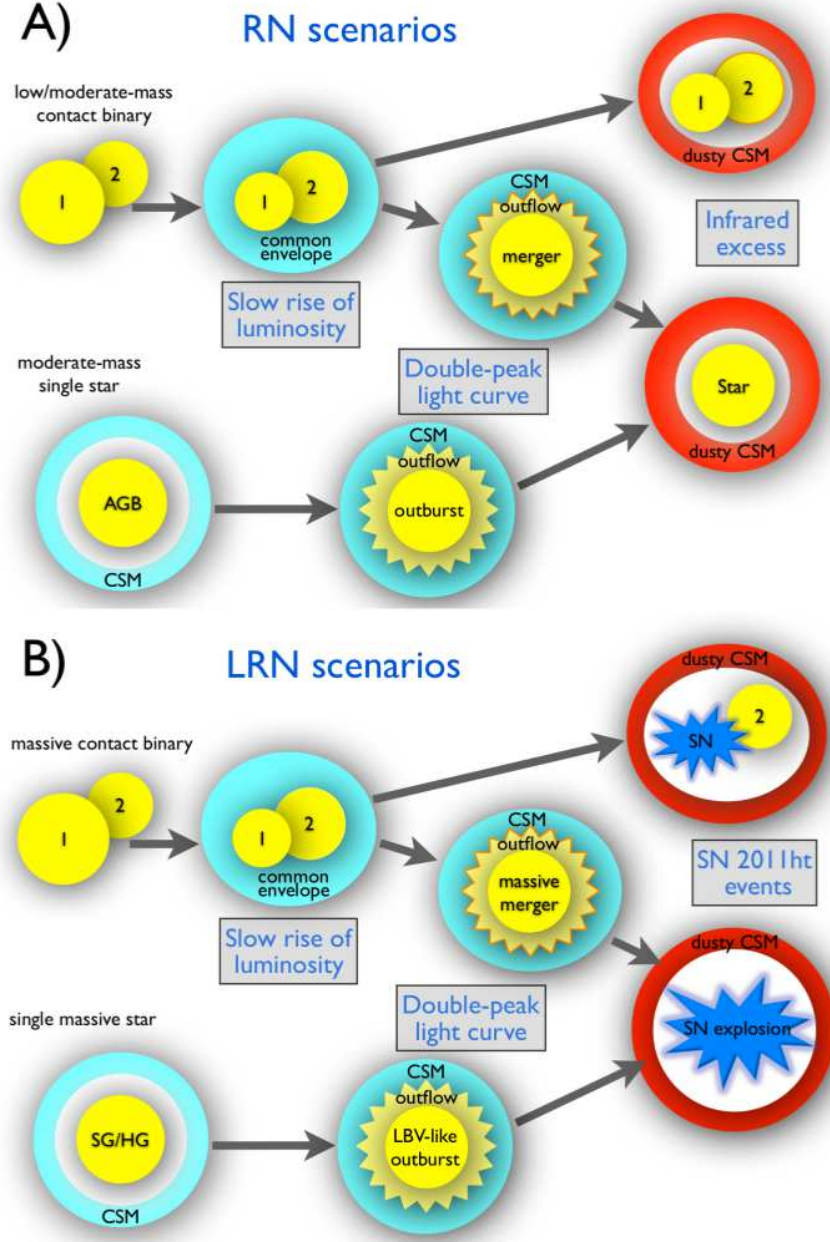 A)
RN scenarios
low/moderate-mass
contact binary
1
2
1
2
common
envelope
Slow rise of
luminosity
1
2
dusty CSM
CSM
outflow
merger
Infrared
excess
Double-peak
light curve
moderate-mass
single star
AGB
CSM
CSM
outflow
outburst
Star
dusty CSM
B)
LRN scenarios
massive contact binary
1
2
1
2
common
envelope
Slow rise of
luminosity
dusty CSM
SN
2
CSM
outflow
massive
merger
SN 2011ht
events
Double-peak
light curve
single massive star
SG/HG
CSM
CSM
outflow
LBV-like
outburst
dusty CSM
SN explosion